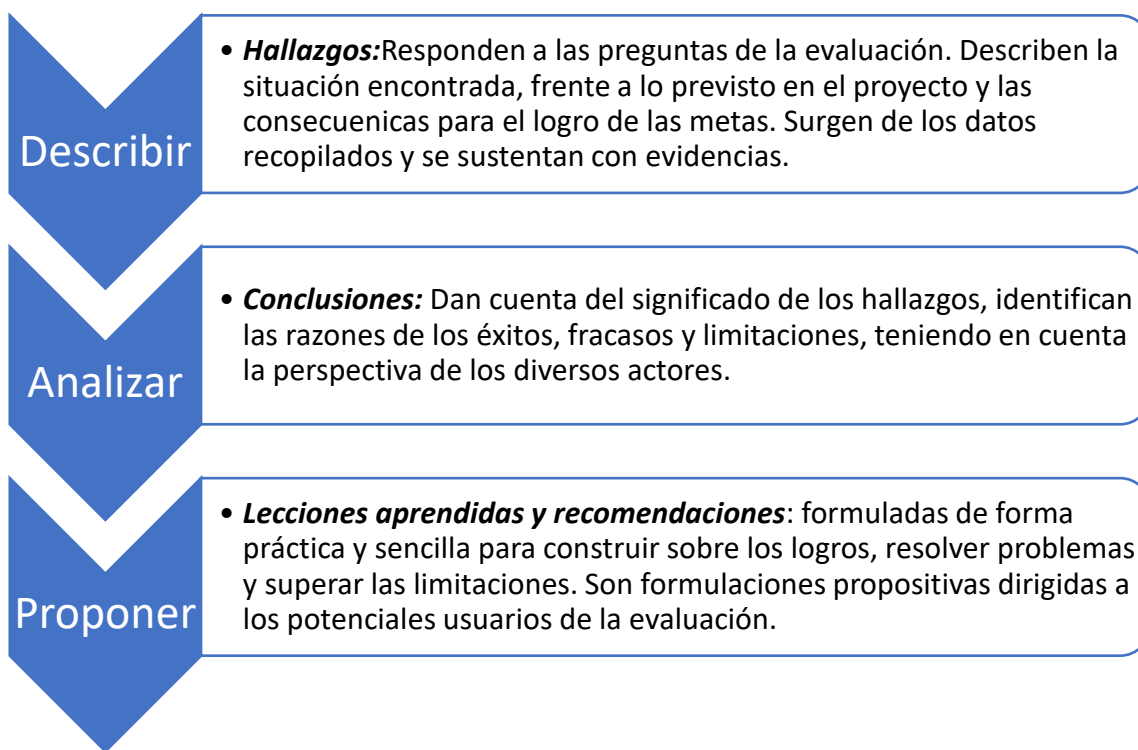 Describir
• Hallazgos:Responden a las preguntas de la evaluación. Describen la
situación encontrada, frente a lo previsto en el proyecto y las
consecuenicas para el logro de las metas. Surgen de los datos
recopilados y se sustentan con evidencias.
Analizar
• Conclusiones: Dan cuenta del significado de los hallazgos, identifican
las razones de los éxitos, fracasos y limitaciones, teniendo en cuenta
la perspectiva de los diversos actores.
Proponer
• Lecciones aprendidas y recomendaciones: formuladas de forma
práctica y sencilla para construir sobre los logros, resolver problemas
y superar las limitaciones. Son formulaciones propositivas dirigidas a
los potenciales usuarios de la evaluación.